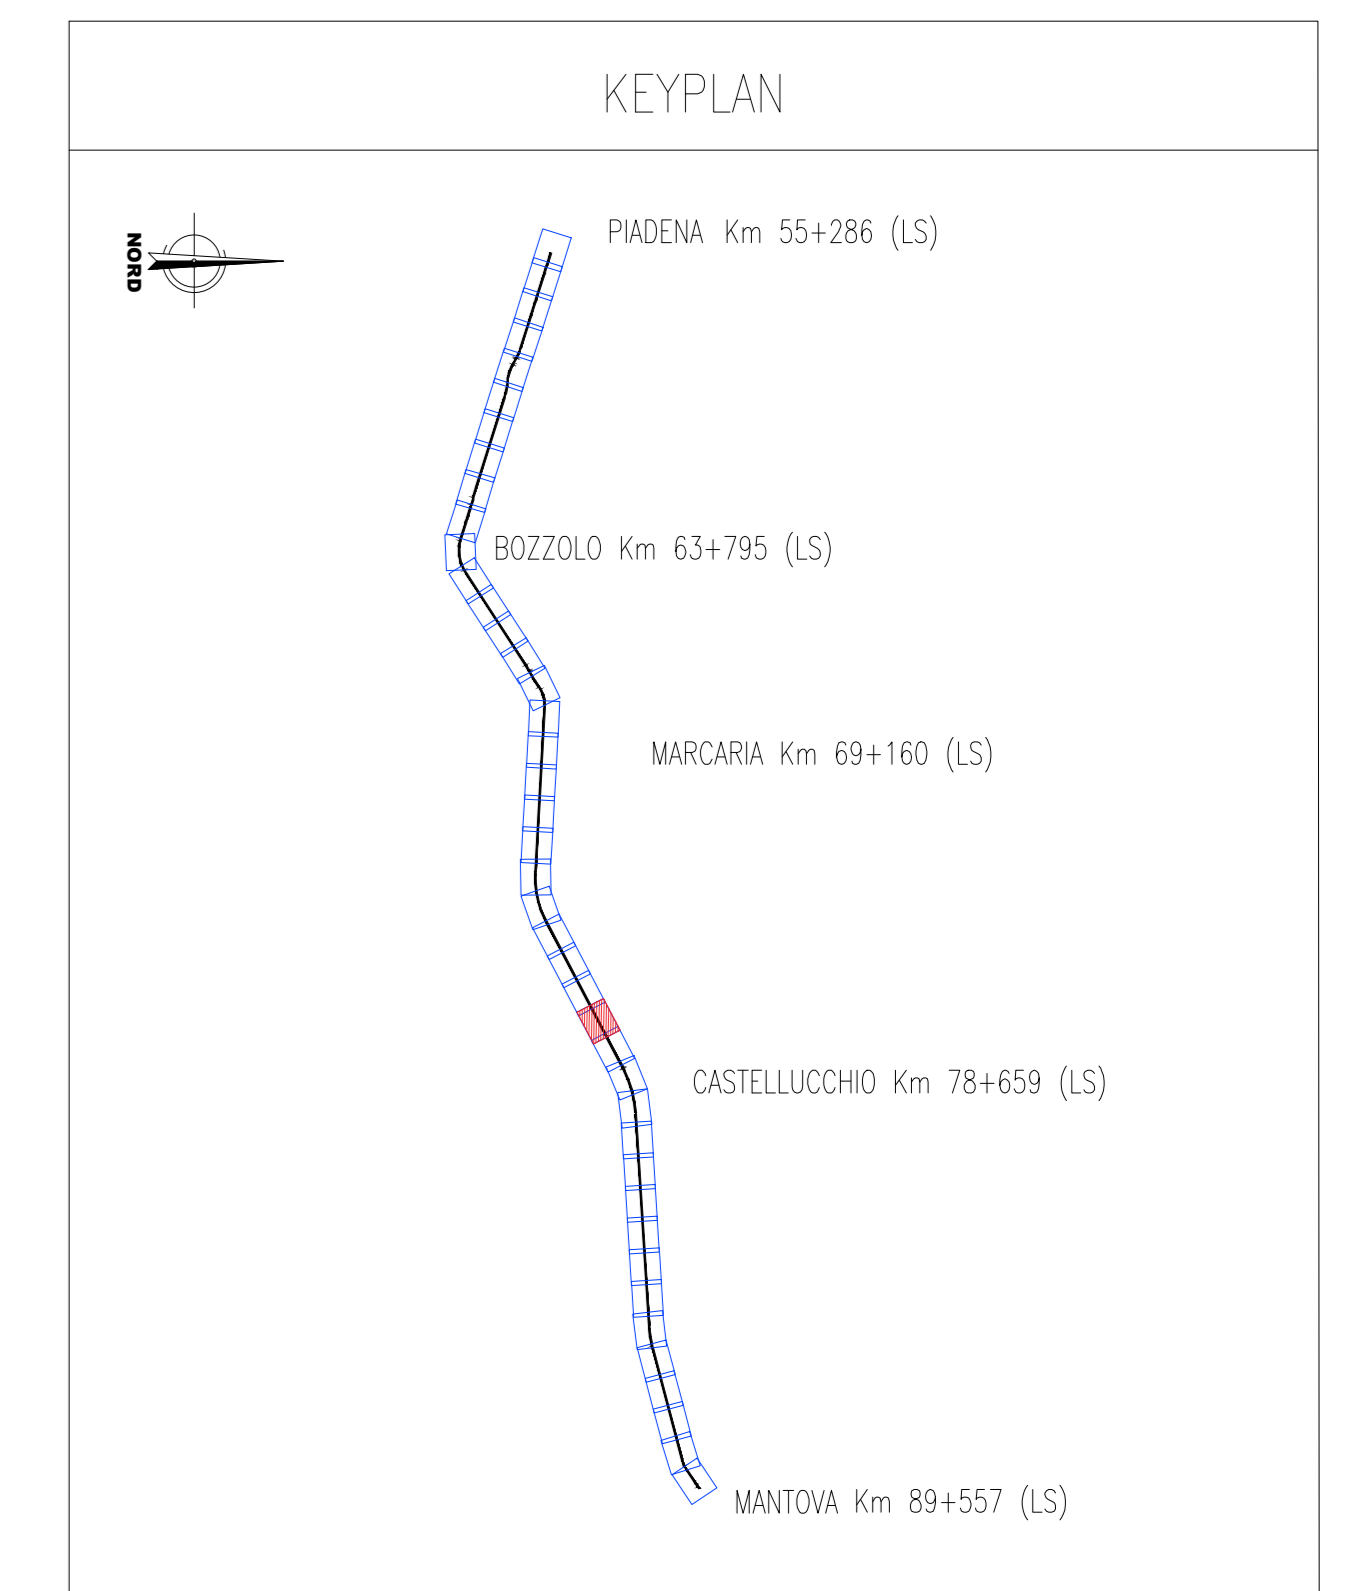 KEYPLAN
NORD
PIADENA Km 55+286 (LS)
BOZZOLO Km 63+795 (LS)
MARCARIA Km 69+160 (LS)
CASTELLUCCHIO Km 78+659 (LS)
MANTOVA Km 89+557 (LS)